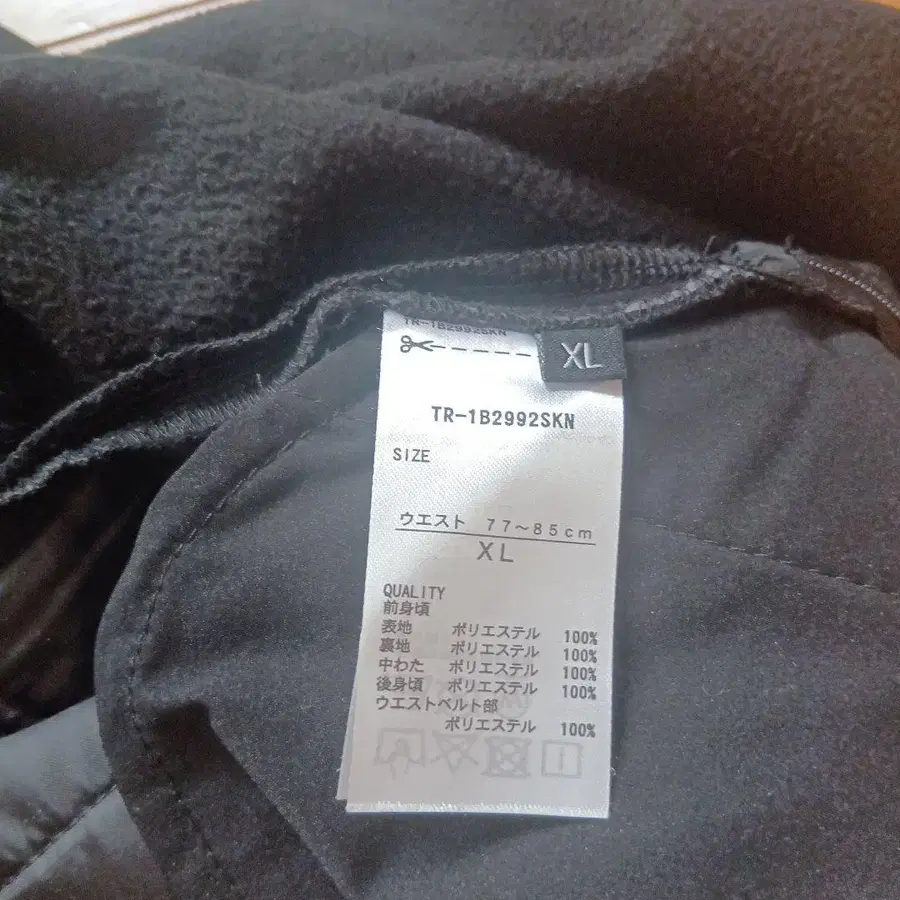 TR-1B2992SKN
XL
TR-1B2992SKN
SIZE
ウエスト 77～85cm
XL
QUALITY
前身頃
表地 ポリエステル 100%
裏地 ポリエステル 100%
中わた ポリエステル 100%
後身頃 ポリエステル 100%
ウエストベルト部
ポリエステル 100%